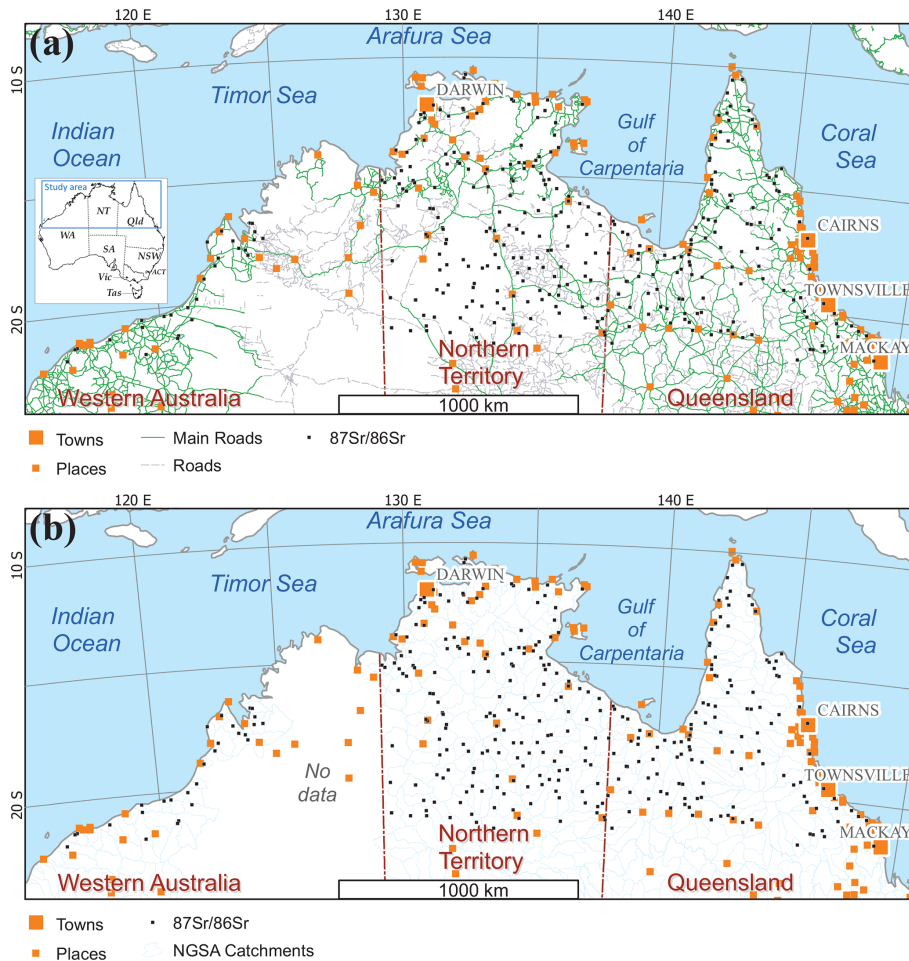 120 E
130 E
140 E
(a)
Arafura Sea
10 S
DARWIN
Timor Sea
Indian
Ocean
Gulf
of
Carpentaria
Coral
Sea
Study area
NT
Qld
WA
SA
NSW
Vic
ACT
Tas
CAIRNS
TOWNSVILLE
20 S
Northern
Territory
MACKAY
Western Australia
Queensland
1000 km
Towns
Main Roads
87Sr/86Sr
Places
Roads
120 E
130 E
140 E
(b)
Arafura Sea
10 S
DARWIN
Timor Sea
Indian
Ocean
Gulf
of
Carpentaria
Coral
Sea
CAIRNS
No
data
TOWNSVILLE
20 S
Northern
Territory
MACKAY
Western Australia
Queensland
1000 km
Towns
87Sr/86Sr
Places
NGSA Catchments